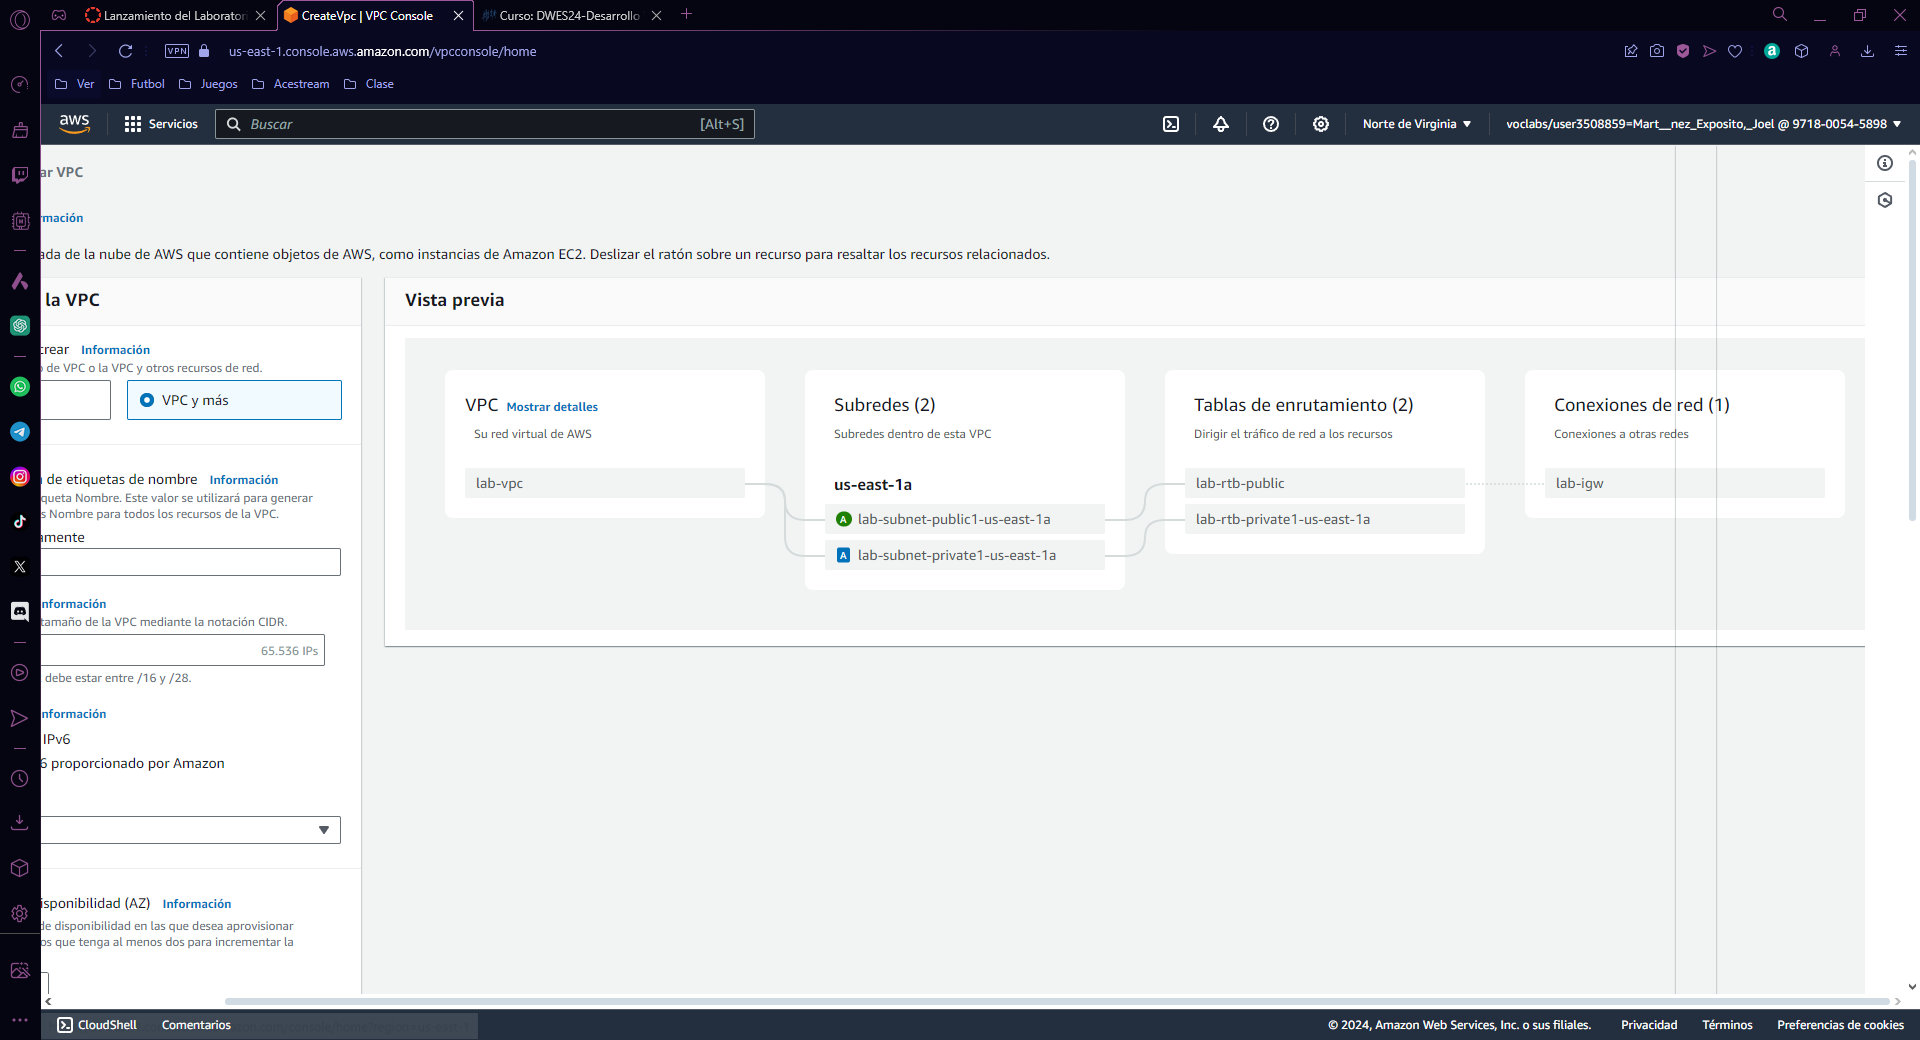 Lanzamiento del Laborator
CreateVpc | VPC Console
Curso: DWES24-Desarrollo
VPN
us-east-1.console.aws.amazon.com/vpcconsole/home
Ver
Futbol
Juegos
Acestream
Clase
aws
Servicios
Buscar
[Alt+S]
Norte de Virginia
voclabs/user3508859=Mart__nez_Exposito,_Joel @ 9718-0054-5898
ar VPC
rmación
ada de la nube de AWS que contiene objetos de AWS, como instancias de Amazon EC2. Deslizar el ratón sobre un recurso para resaltar los recursos relacionados.
la VPC
crear Información
de VPC o la VPC y otros recursos de red.
VPC y más
de etiquetas de nombre Información
iqueta Nombre. Este valor se utilizará para generar
s Nombre para todos los recursos de la VPC.
amente
nformación
tamaño de la VPC mediante la notación CIDR.
65.536 IPs
debe estar entre /16 y /28.
nformación
IPv6
6 proporcionado por Amazon
isponibilidad (AZ) Información
de disponibilidad en las que desea aprovisionar
os que tenga al menos dos para incrementar la
Vista previa
VPC Mostrar detalles
Su red virtual de AWS
lab-vpc
Subredes (2)
Subredes dentro de esta VPC
us-east-1a
A lab-subnet-public1-us-east-1a
A lab-subnet-private1-us-east-1a
Tablas de enrutamiento (2)
Dirigir el tráfico de red a los recursos
lab-rtb-public
lab-rtb-private1-us-east-1a
Conexiones de red (1)
Conexiones a otras redes
lab-igw
CloudShell
Comentarios
© 2024, Amazon Web Services, Inc. o sus filiales.
Privacidad
Términos
Preferencias de cookies